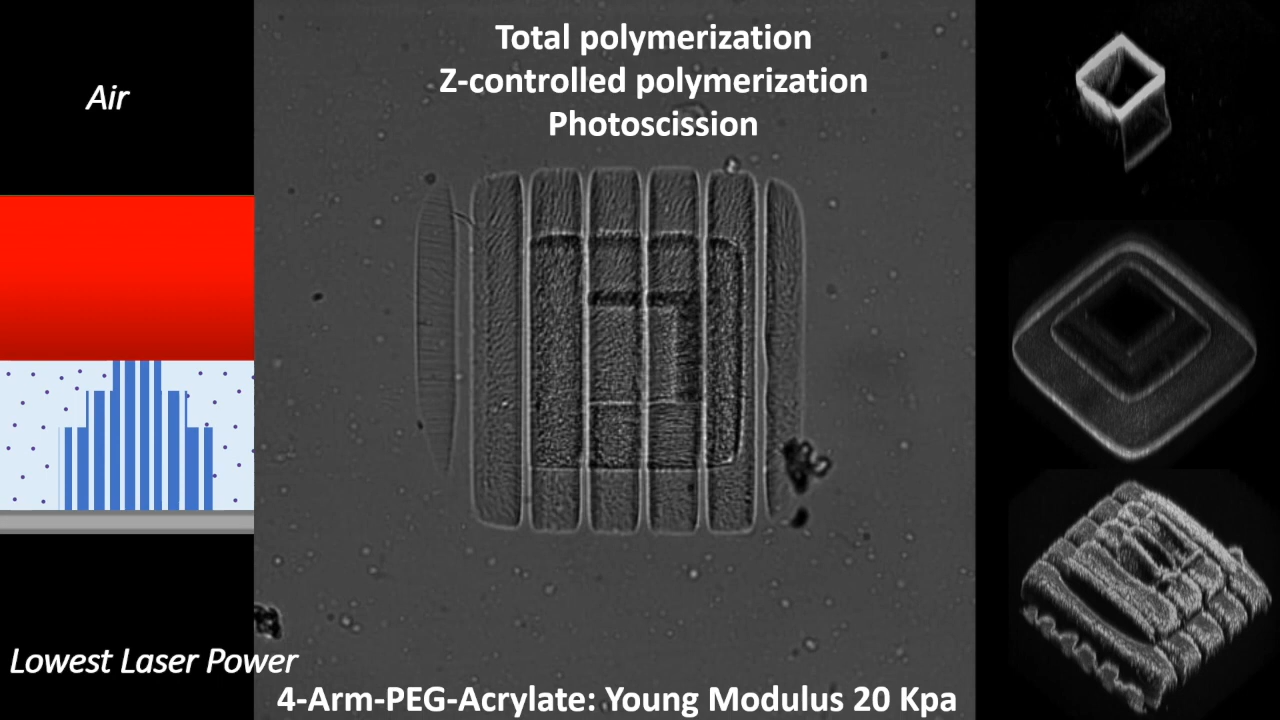 Total polymerization
Z-controlled polymerization
Photoscission
Air
Lowest Laser Power
4-Arm-PEG-Acrylate: Young Modulus 20 Kpa